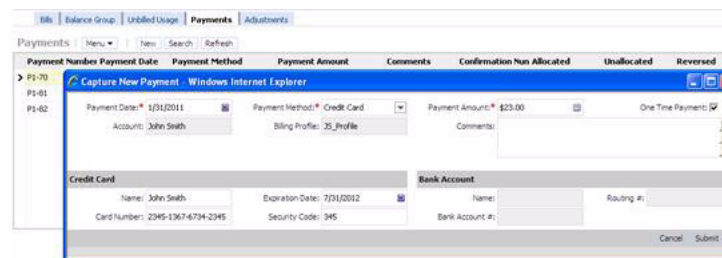 Bills Balance Group Unbilled Usage Payments Adjustments
Payments Menu New Search Refresh
Payment Number Payment Date Payment Method Payment Amount Comments Confirmation Nun Allocated Unallocated Reversed
P1-70
P1-81
P1-82
Capture New Payment - Windows Internet Explorer
Payment Date:* 1/31/2011 Payment Method:* Credit Card Payment Amount:* $23.00 One Time Payment:
Account: John Smith Billing Profile: JS_Profile Comments:
Credit Card Bank Account
Name: John Smith Expiration Date: 7/31/2012 Name: Routing #:
Card Number: 2345-1367-6734-2345 Security Code: 345 Bank Account #:
Cancel Submit